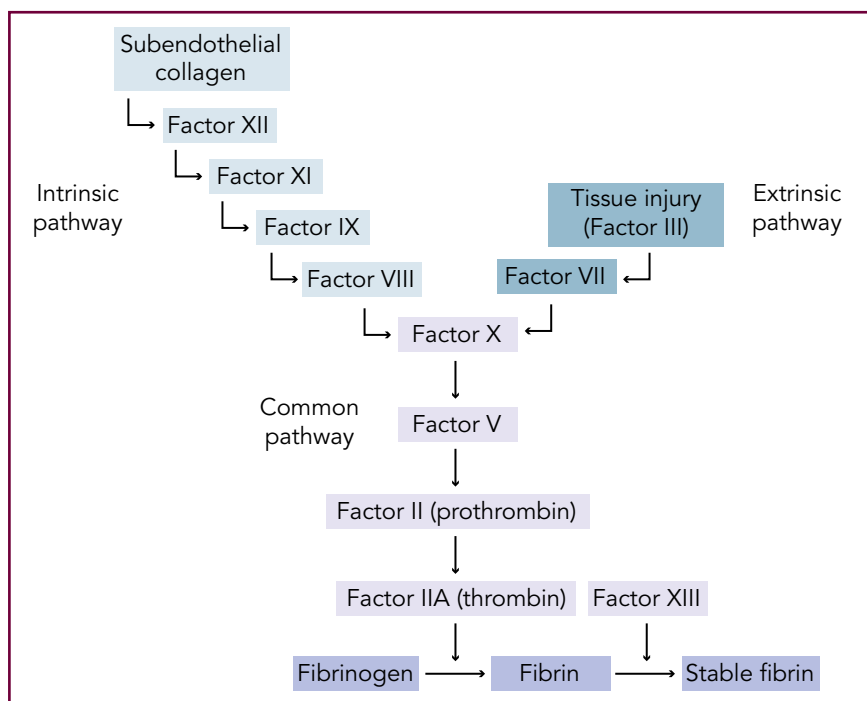 Subendothelial
collagen
Factor XII
Factor XI
Intrinsic
pathway
Factor IX
Factor VIII
Tissue injury
(Factor III)
Extrinsic
pathway
Factor VII
Factor X
Common
pathway
Factor V
Factor II (prothrombin)
Factor IIA (thrombin)
Factor XIII
Fibrinogen
Fibrin
Stable fibrin